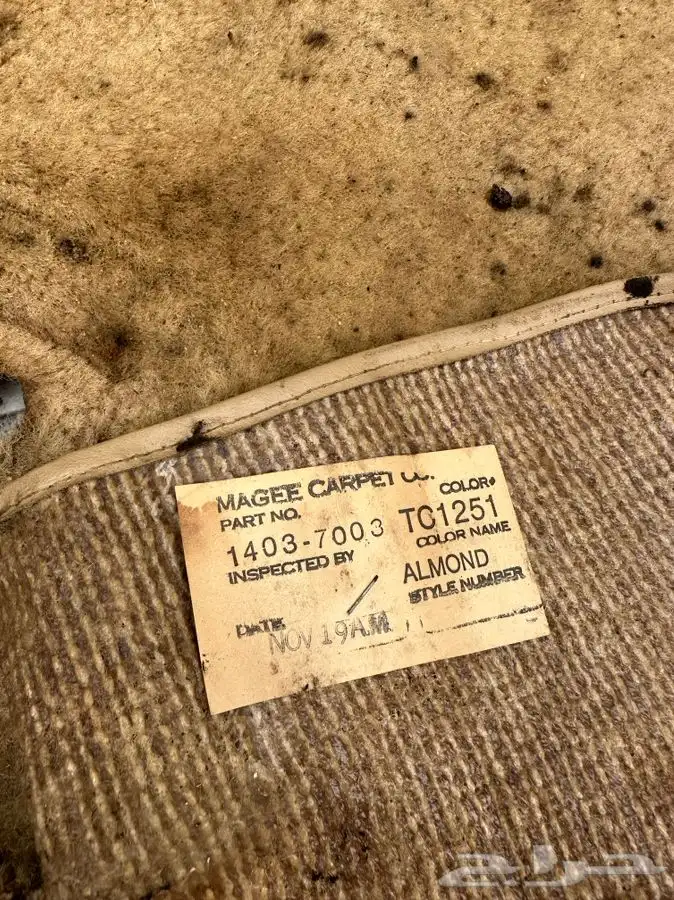 MAGEE CARPET CO.
COLOR#
PART NO.
TC1251
1403-7003
COLOR NAME
INSPECTED BY
ALMOND
STYLE NUMBER
DATE
NOV 19 A.M.
حراج